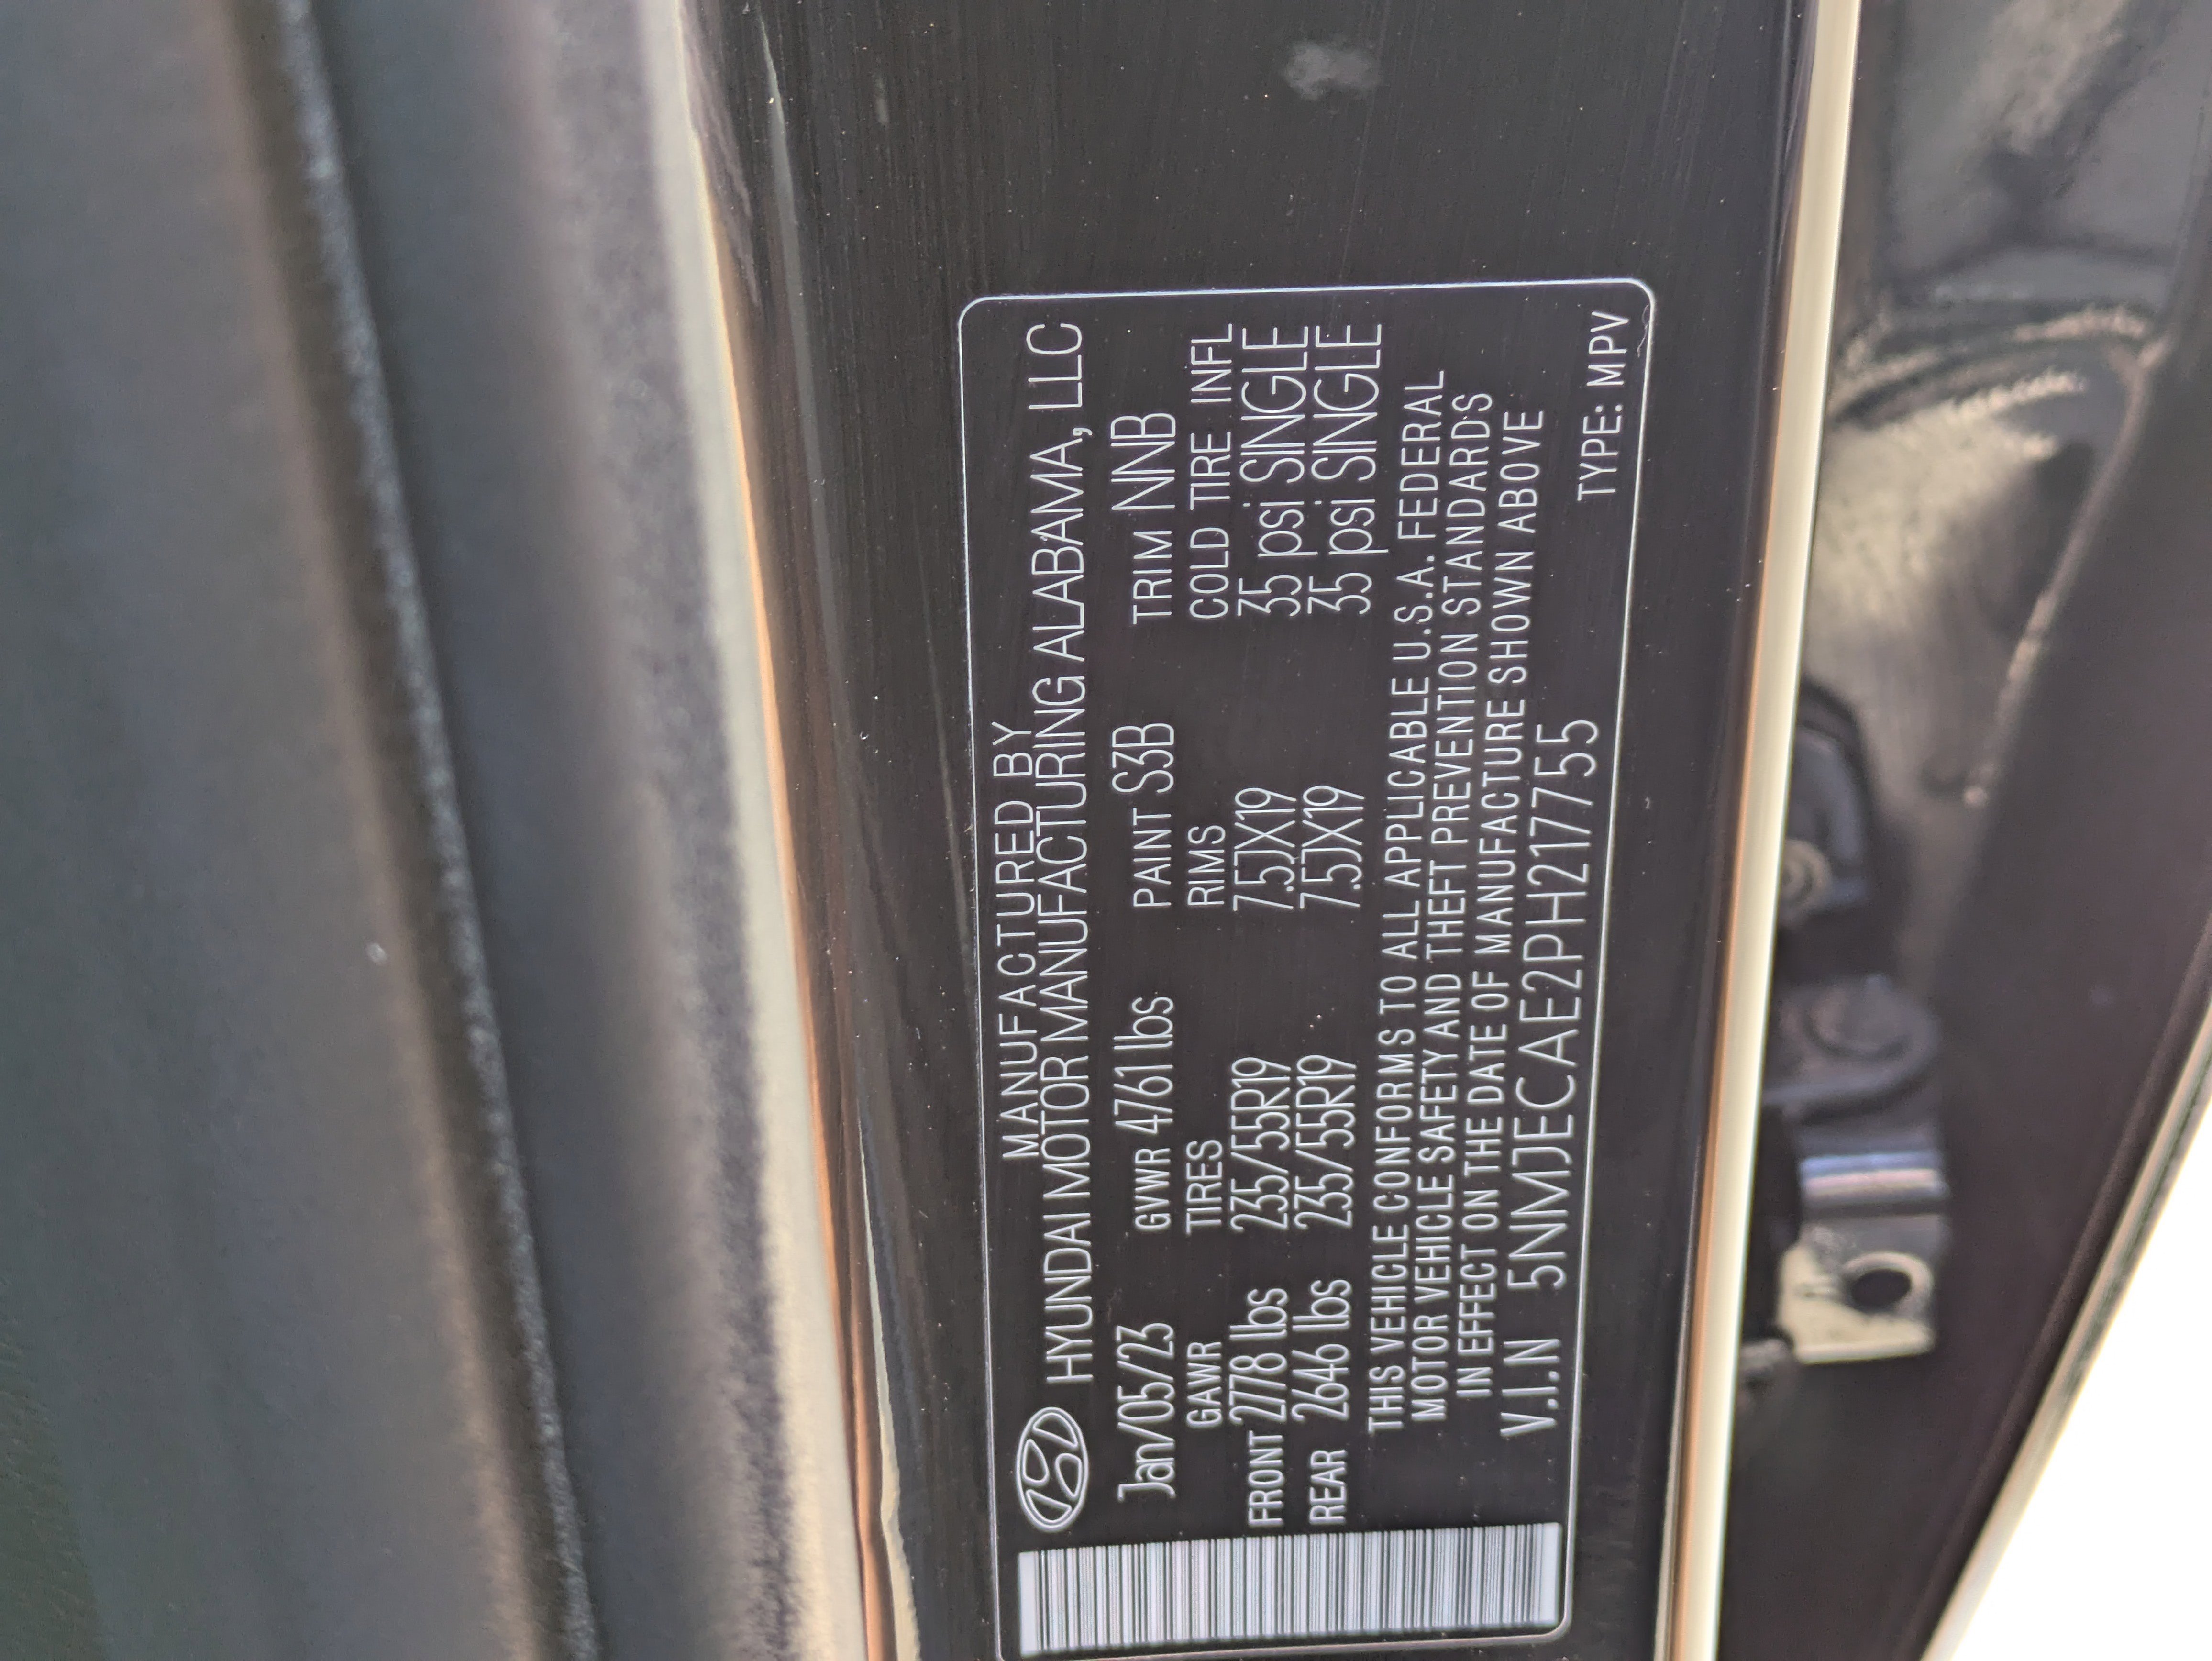 MANUFACTURED BY
HYUNDAI MOTOR MANUFACTURING ALABAMA, LLC
Jan/05/23 GVWR 4761 lbs PAINT S3B TRIM NNB
GAWR TIRES RIMS COLD TIRE INFL
FRONT 2778 lbs 235/55R19 7.5JX19 35 psi SINGLE
REAR 2646 lbs 235/55R19 7.5JX19 35 psi SINGLE
THIS VEHICLE CONFORMS TO ALL APPLICABLE U.S.A. FEDERAL
MOTOR VEHICLE SAFETY AND THEFT PREVENTION STANDARDS
IN EFFECT ON THE DATE OF MANUFACTURE SHOWN ABOVE
V.I.N 5NMJECAE2PH217755
TYPE: MPV